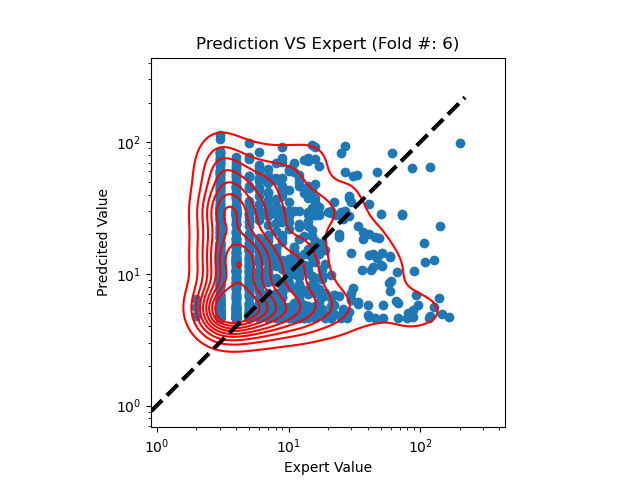 Prediction VS Expert (Fold #: 6)
Predcited Value
10²
10¹
10⁰
10⁰ 10¹ 10²
Expert Value